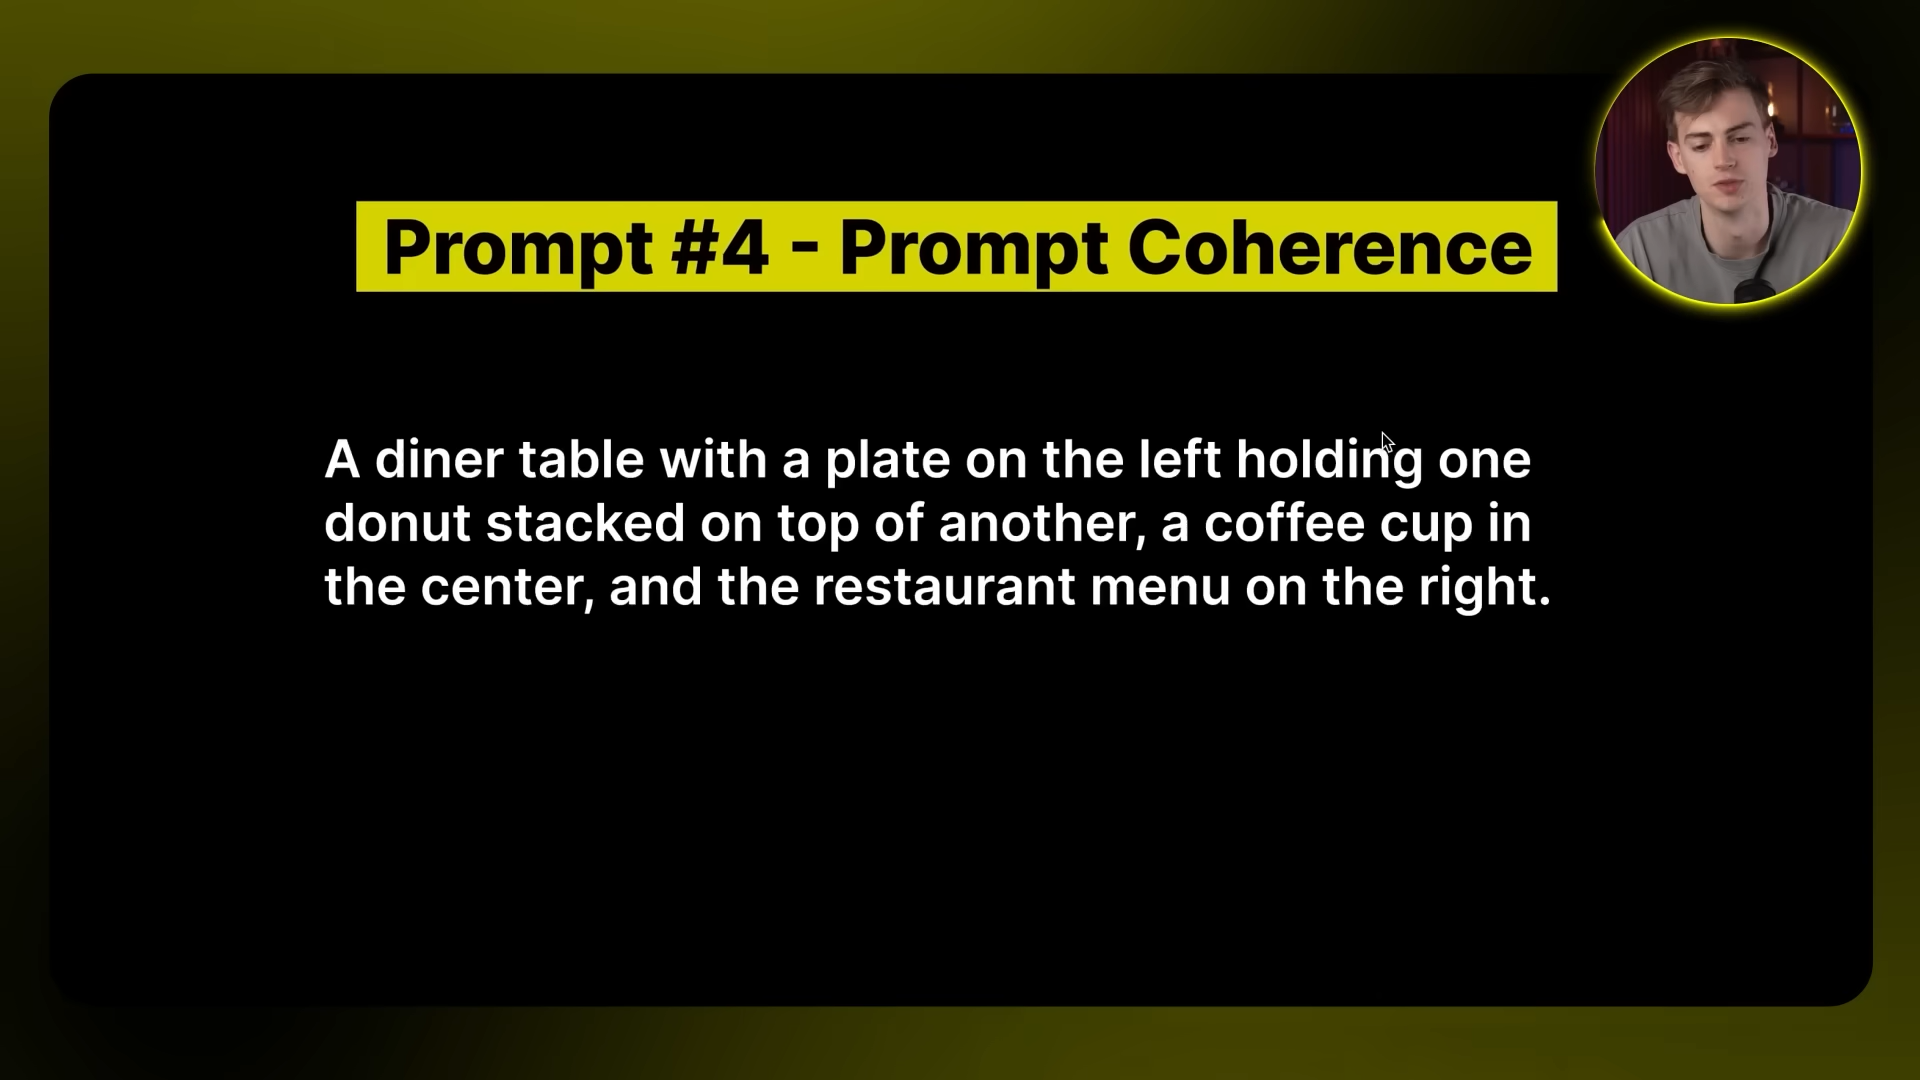 Prompt #4 - Prompt Coherence
A diner table with a plate on the left holding one
donut stacked on top of another, a coffee cup in
the center, and the restaurant menu on the right.